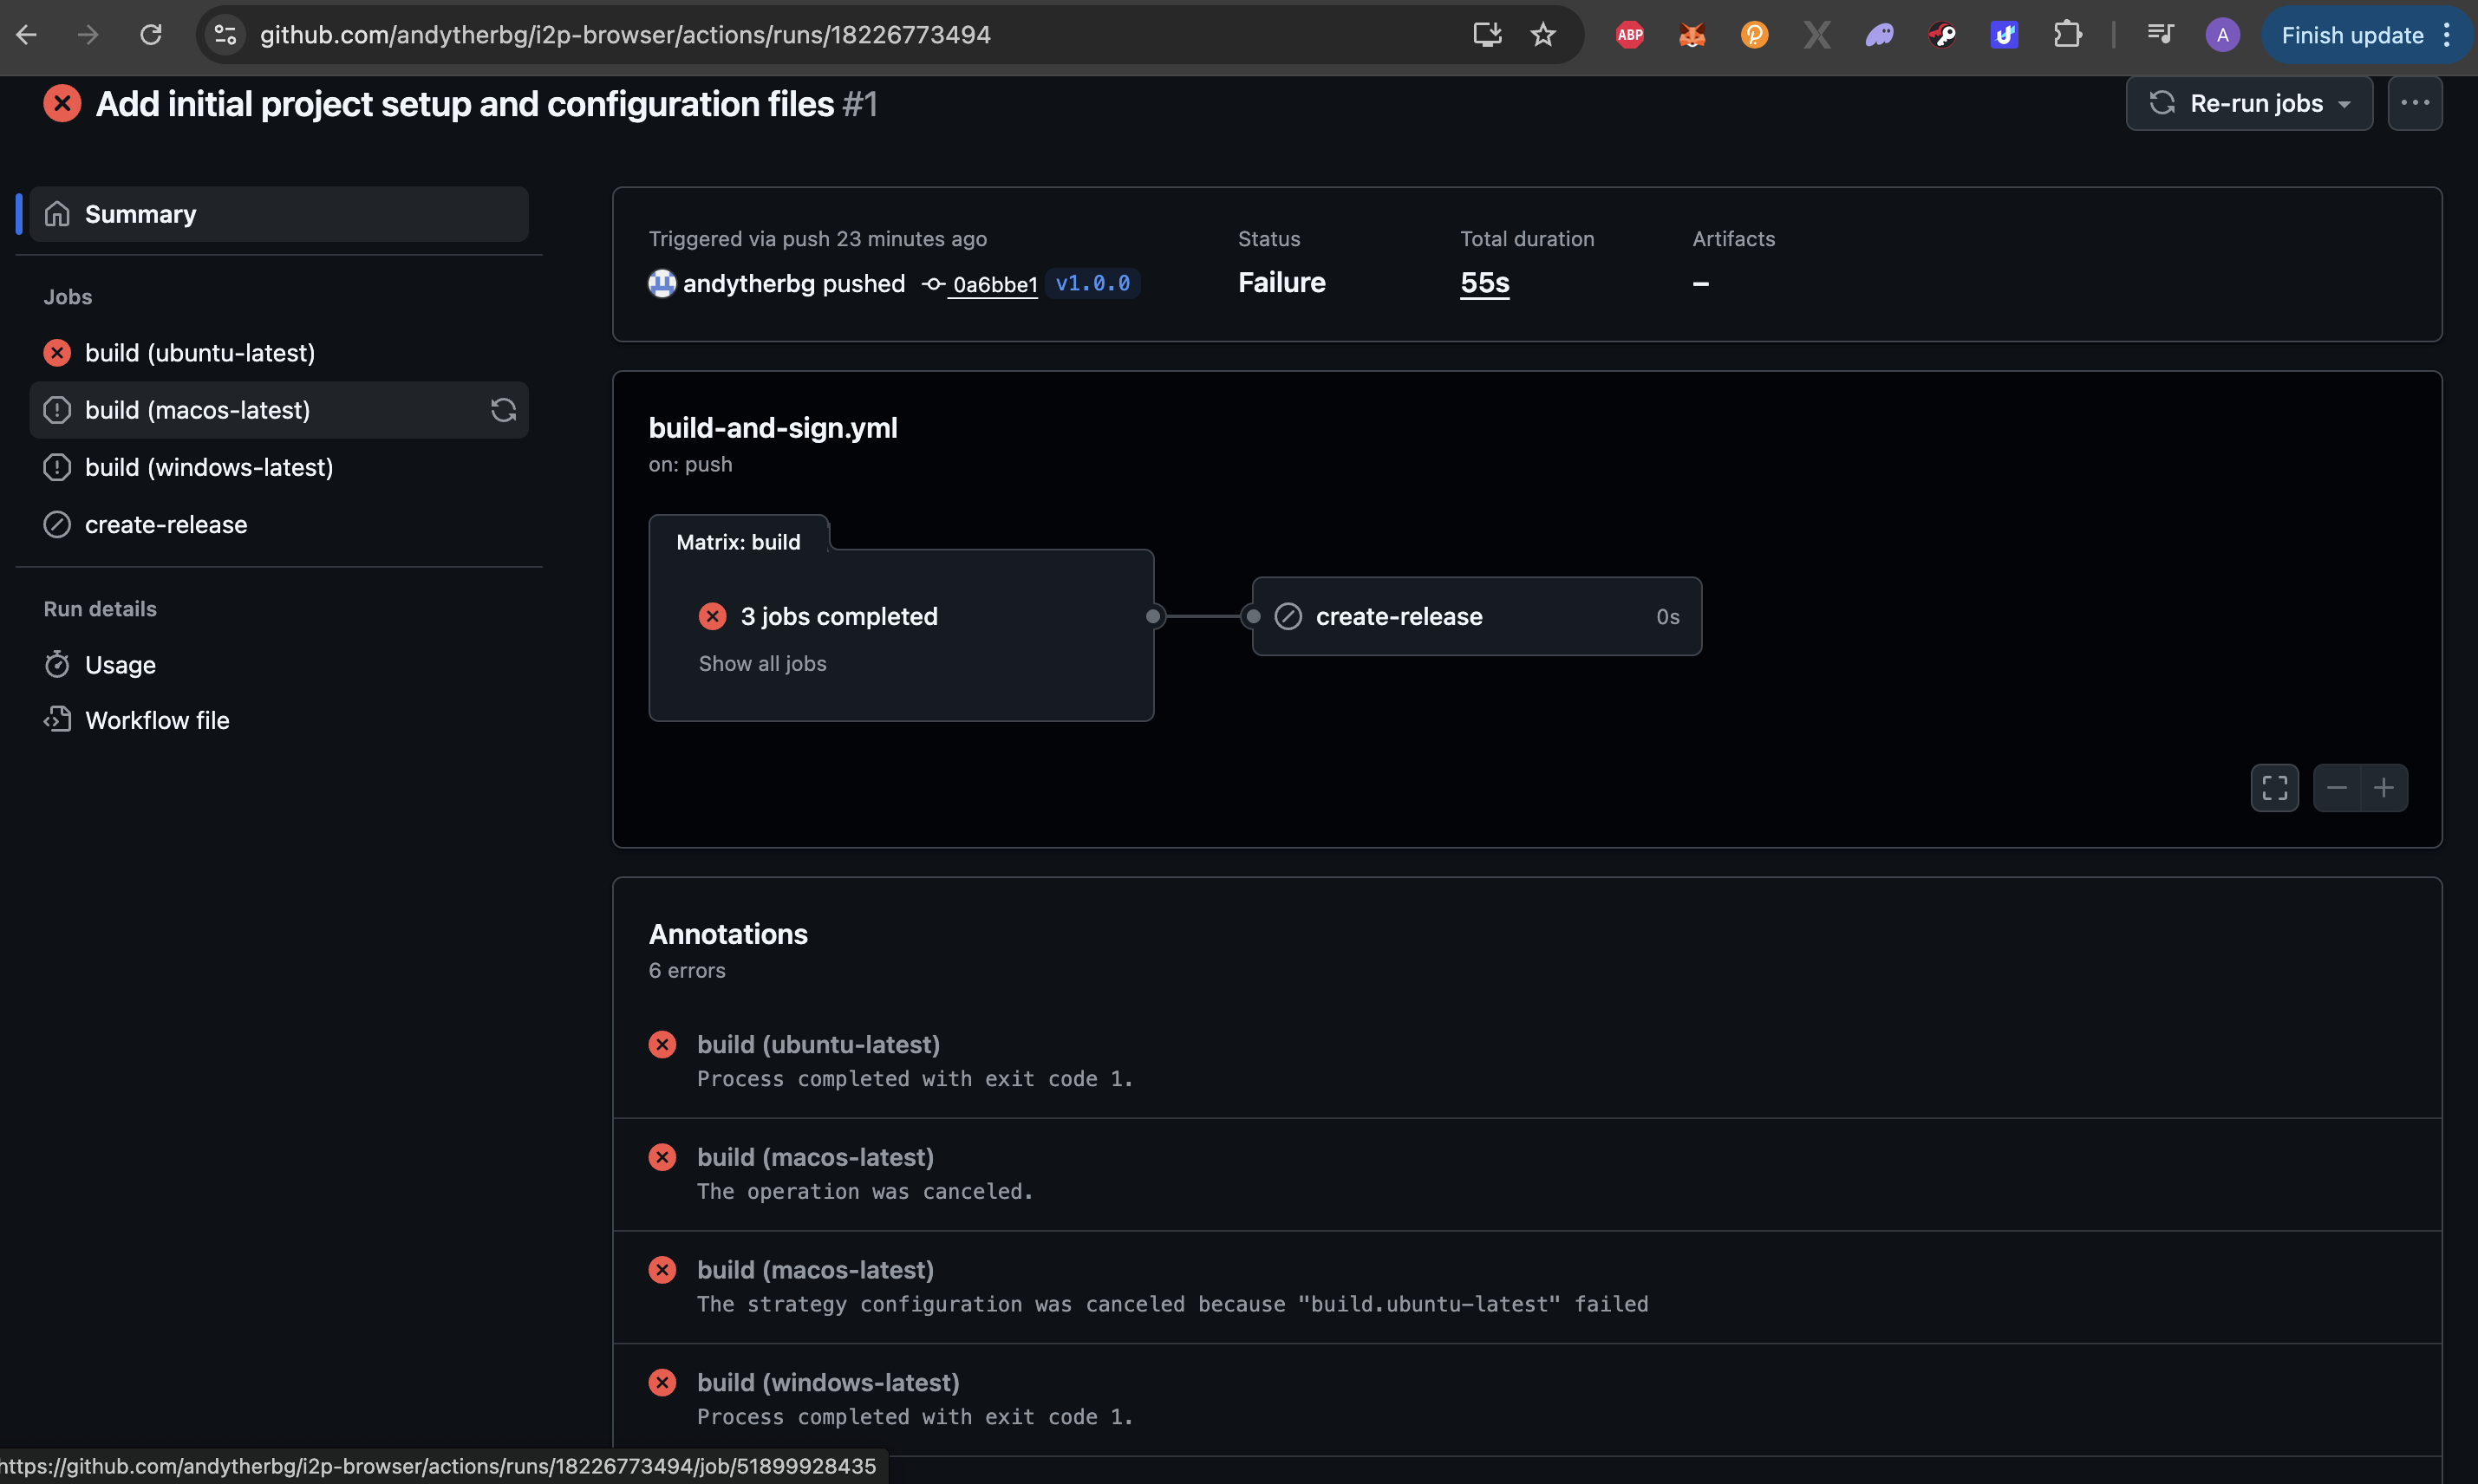 github.com/andytherbg/i2p-browser/actions/runs/18226773494
ABP
A
Finish update
Add initial project setup and configuration files #1
Re-run jobs
Summary
Jobs
build (ubuntu-latest)
build (macos-latest)
build (windows-latest)
create-release
Run details
Usage
Workflow file
Triggered via push 23 minutes ago
andytherbg pushed 0a6bbe1 v1.0.0
Status
Failure
Total duration
55s
Artifacts
–
build-and-sign.yml
on: push
Matrix: build
3 jobs completed
Show all jobs
create-release 0s
Annotations
6 errors
build (ubuntu-latest)
Process completed with exit code 1.
build (macos-latest)
The operation was canceled.
build (macos-latest)
The strategy configuration was canceled because "build.ubuntu-latest" failed
build (windows-latest)
Process completed with exit code 1.
https://github.com/andytherbg/i2p-browser/actions/runs/18226773494/job/51899928435